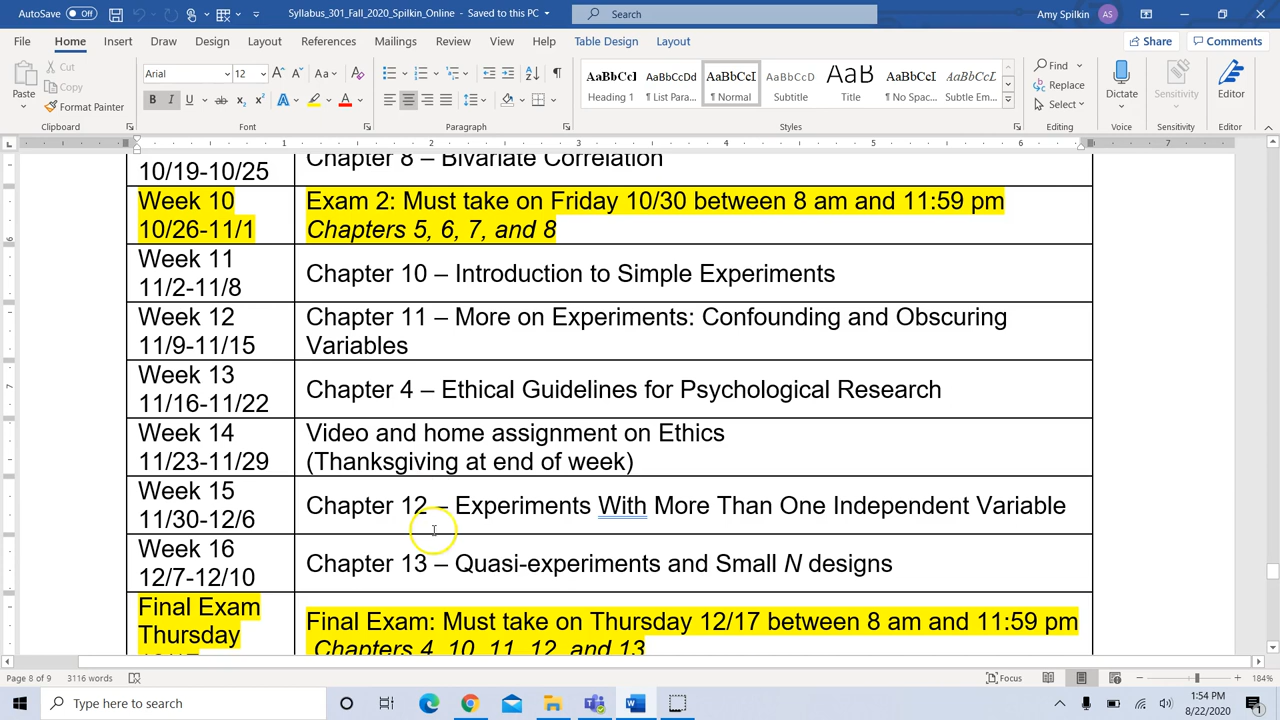 AutoSave Off
Syllabus_301_Fall_2020_Spilkin_Online - Saved to this PC
Search
Amy Spilkin AS
File Home Insert Draw Design Layout References Mailings Review View Help Table Design Layout Share Comments
Paste
Cut
Copy
Format Painter
Clipboard
Arial 12
Font
Paragraph
AaBbCcI AaBbCcDd AaBbCcI AaBbCcD AaB AaBbCcI AaBbCcD
Heading 1 ¶ List Para... ¶ Normal Subtitle Title ¶ No Spac... Subtle Em...
Styles
Find
Replace
Select
Editing
Dictate
Voice
Sensitivity
Sensitivity
Editor
Editor
1 2 3 4 5 6 7
10/19-10/25
Chapter 8 – Bivariate Correlation
Week 10
10/26-11/1
Exam 2: Must take on Friday 10/30 between 8 am and 11:59 pm
Chapters 5, 6, 7, and 8
Week 11
11/2-11/8
Chapter 10 – Introduction to Simple Experiments
Week 12
11/9-11/15
Chapter 11 – More on Experiments: Confounding and Obscuring
Variables
Week 13
11/16-11/22
Chapter 4 – Ethical Guidelines for Psychological Research
Week 14
11/23-11/29
Video and home assignment on Ethics
(Thanksgiving at end of week)
Week 15
11/30-12/6
Chapter 12 – Experiments With More Than One Independent Variable
Week 16
12/7-12/10
Chapter 13 – Quasi-experiments and Small N designs
Final Exam
Thursday
Final Exam: Must take on Thursday 12/17 between 8 am and 11:59 pm
Chapters 4, 10, 11, 12, and 13
Page 8 of 9 3116 words Focus 184%
Type here to search
1:54 PM
8/22/2020